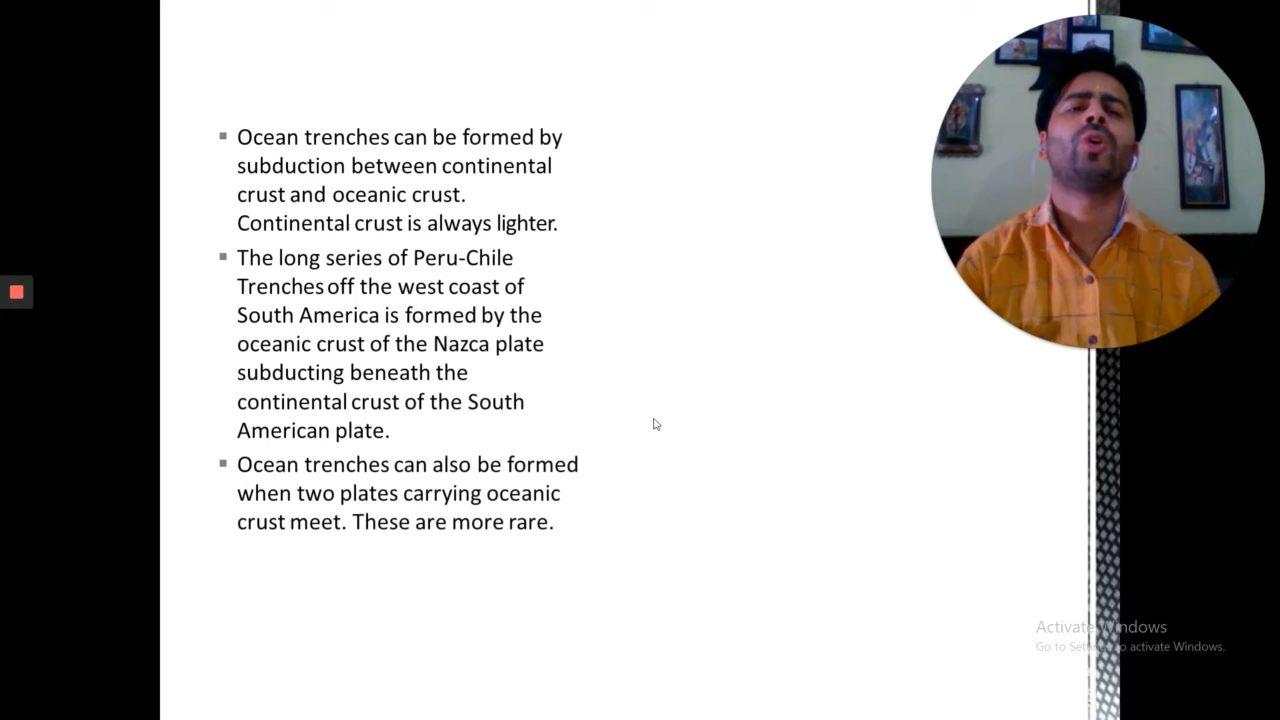 Ocean trenches can be formed by
subduction between continental
crust and oceanic crust.
Continental crust is always lighter.
The long series of Peru-Chile
Trenches off the west coast of
South America is formed by the
oceanic crust of the Nazca plate
subducting beneath the
continental crust of the South
American plate.
Ocean trenches can also be formed
when two plates carrying oceanic
crust meet. These are more rare.
Activate Windows
Go to Settings to activate Windows.